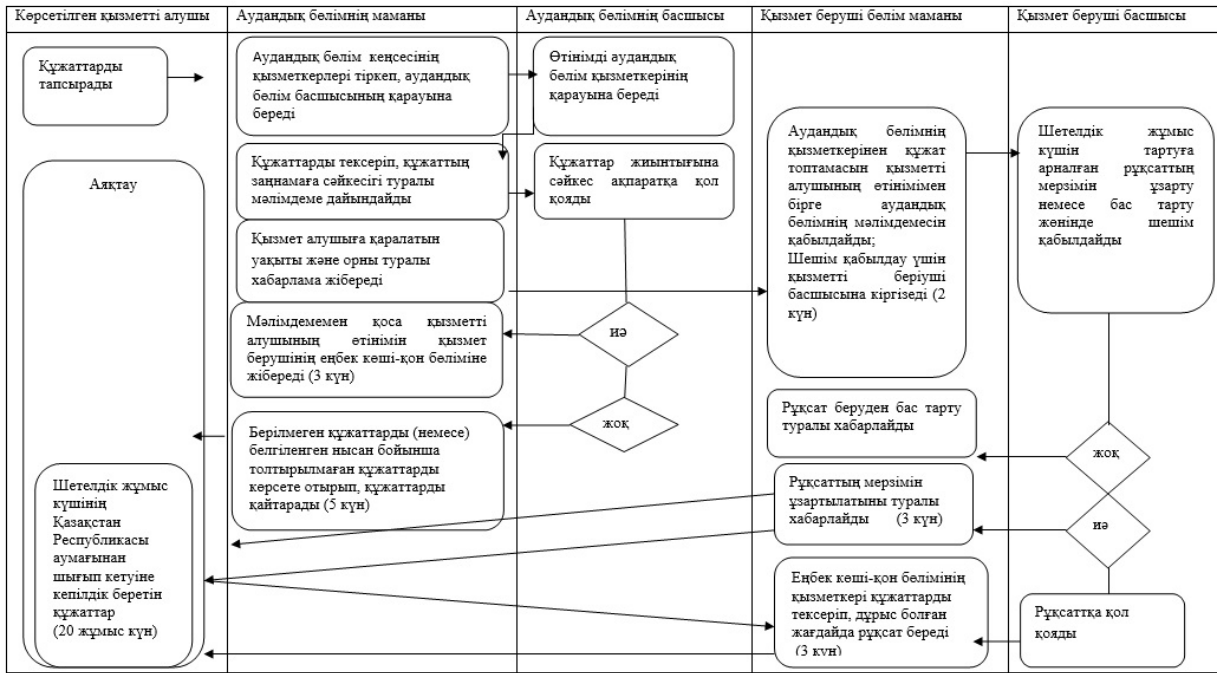 Көрсетілген қызметті алушы
Аудандық бөлімнің маманы
Аудандық бөлімнің басшысы
Қызмет беруші бөлім маманы
Қызмет беруші басшысы
Құжаттарды
тапсырады
Аяқтау
Шетелдік жұмыс
күшінің
Қазақстан
Республикасы
аумағынан
шығып кетуіне
кепілдік беретін
құжаттар
(20 жұмыс күн)
Аудандық бөлім кеңсесінің
қызметкерлері тіркеп, аудандық
бөлім басшысының қарауына
береді
Құжаттарды тексеріп, құжаттың
заңнамаға сәйкесігі туралы
мәлімдеме дайындайды
Қызмет алушыға қаралатын
уақыты және орны туралы
хабарлама жібереді
Мәлімдемемен қоса қызметті
алушының өтінімін қызмет
берушінің еңбек көші-қон бөліміне
жібереді (3 күн)
Берілмеген құжаттарды (немесе)
белгіленген нысан бойынша
толтырылмаған құжаттарды
көрсете отырып, құжаттарды
қайтарады (5 күн)
Өтінімді аудандық
бөлім қызметкерінің
қарауына береді
Құжаттар жиынтығына
сәйкес ақпаратқа қол
қояды
иә
жоқ
Аудандық бөлімнің
қызметкерінен құжат
топтамасын қызметті
алушының өтінімімен
бірге аудандық
бөлімнің мәлімдемесін
қабылдайды;
Шешім қабылдау үшін
қызметті беріуші
басшысына кіргізеді (2
күн)
Рұқсат беруден бас тарту
туралы хабарлайды
Рұқсаттың мерзімін
ұзартылатыны туралы
хабарлайды (3 күн)
Еңбек көші-қон бөлімінің
қызметкері құжаттарды
тексеріп, дұрыс болған
жағдайда рұқсат береді
(3 күн)
Шетелдік жұмыс
күшін тартуға
арналған рұқсаттың
мерзімін ұзарту
немесе бас тарту
жөнінде шешім
қабылдайды
жоқ
иә
Рұқсаттқа қол
қояды